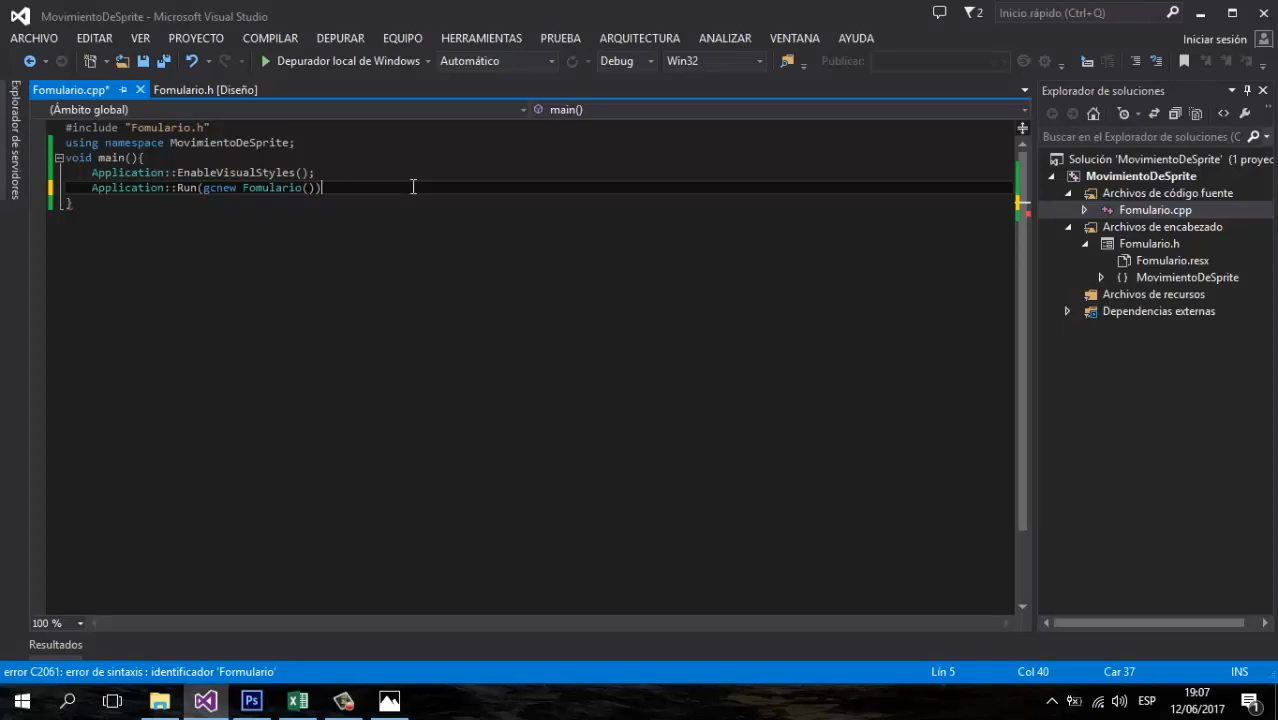 MovimientoDeSprite - Microsoft Visual Studio
2
Inicio rápido (Ctrl+Q)
ARCHIVO EDITAR VER PROYECTO COMPILAR DEPURAR EQUIPO HERRAMIENTAS PRUEBA ARQUITECTURA ANALIZAR VENTANA AYUDA
Iniciar sesión
Depurador local de Windows Automático Debug Win32 Publicar:
Explorador de servidores
Fomulario.cpp* Fomulario.h [Diseño]
(Ámbito global) main()
#include "Fomulario.h"
using namespace MovimientoDeSprite;
void main(){
Application::EnableVisualStyles();
Application::Run(gcnew Fomulario())
}
100 %
Explorador de soluciones
Buscar en el Explorador de soluciones (C
Solución 'MovimientoDeSprite' (1 proyec
MovimientoDeSprite
Archivos de código fuente
Fomulario.cpp
Archivos de encabezado
Fomulario.h
Fomulario.resx
{ } MovimientoDeSprite
Archivos de recursos
Dependencias externas
Resultados
error C2061: error de sintaxis : identificador 'Formulario'
Lín 5 Col 40 Car 37 INS
Ps
ESP
19:07
12/06/2017
1